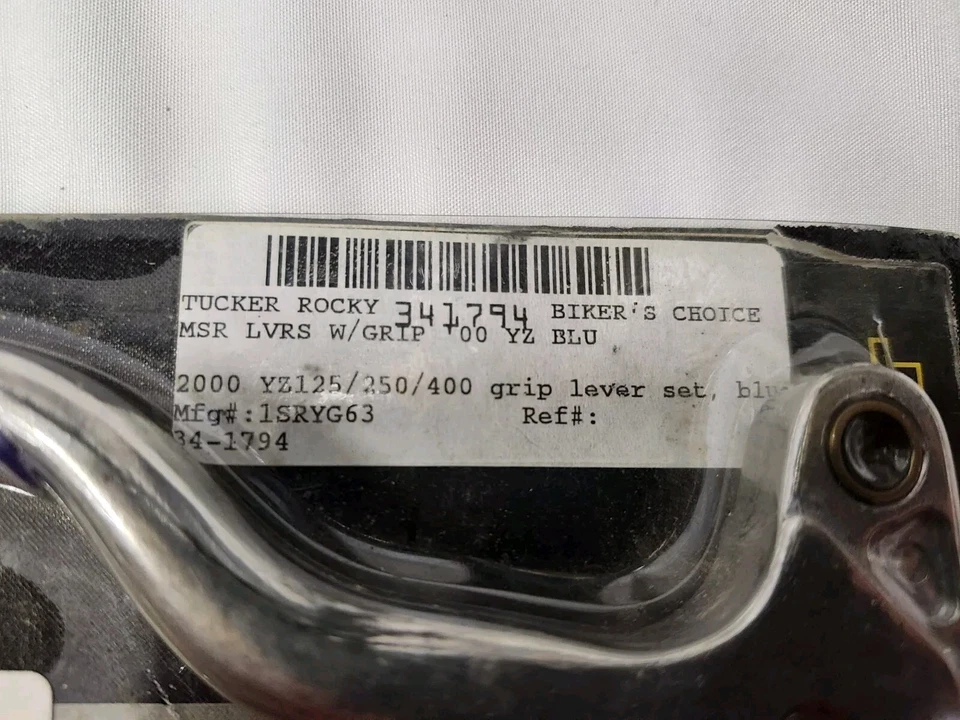 TUCKER ROCKY 341794 BIKER'S CHOICE
MSR LVRS W/GRIP '00 YZ BLU
2000 YZ125/250/400 grip lever set, blu
Mfg#:1SRYG63 Ref#:
34-1794